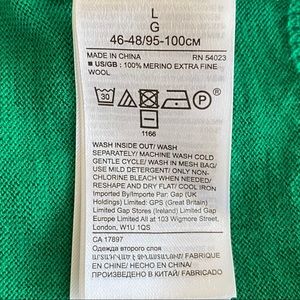 L
G
46-48/95-100CM
MADE IN CHINA RN 54023
■ US/GB : 100% MERINO EXTRA FINE
WOOL
30 P
1166
WASH INSIDE OUT/ WASH
SEPARATELY/ MACHINE WASH COLD
GENTLE CYCLE/ WASH IN MESH BAG/
USE MILD DETERGENT/ ONLY NON-
CHLORINE BLEACH WHEN NEEDED/
RESHAPE AND DRY FLAT/ COOL IRON
Imported By/Importe Par: Gap (UK
Holdings) Limited: GPS (Great Britain)
Limited Gap Stores (Ireland) Limited Gap
Europe Limited All at 103 Wigmore Street,
London, W1U 1QS
CA 17897
Одежда второго слоя
/ FABRIQUE
EN CHINE/ HECHO EN CHINA/
ПРОИЗВЕДЕНО В КИТАЙ/ FABRICADO